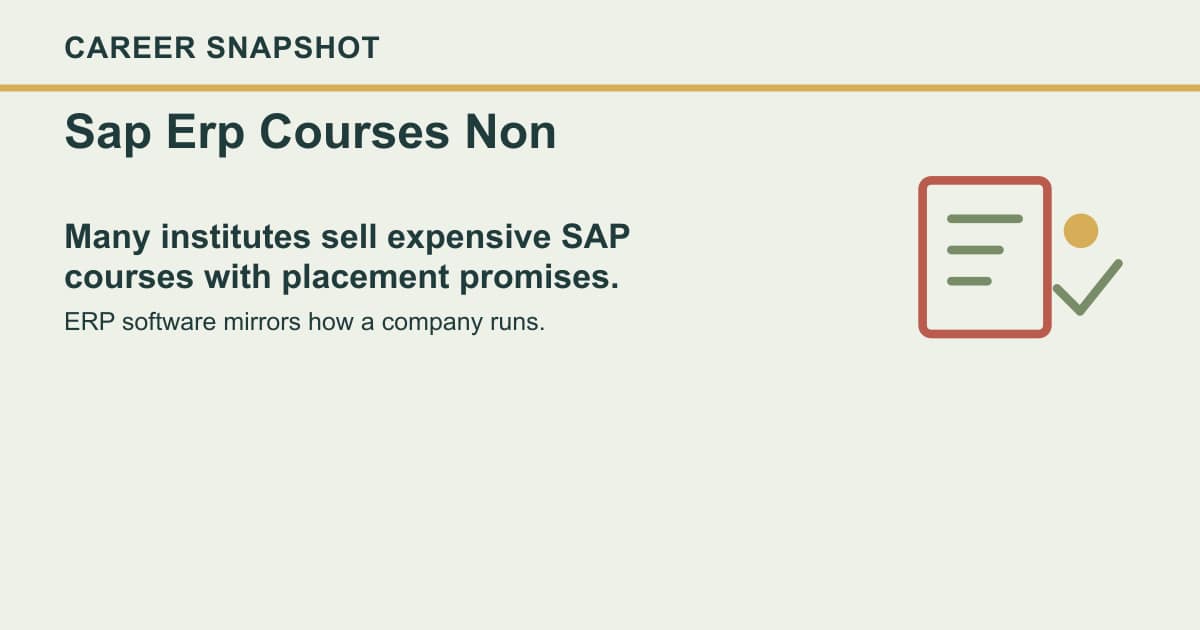 CAREER SNAPSHOT
Sap Erp Courses Non
Many institutes sell expensive SAP
courses with placement promises.
ERP software mirrors how a company runs.